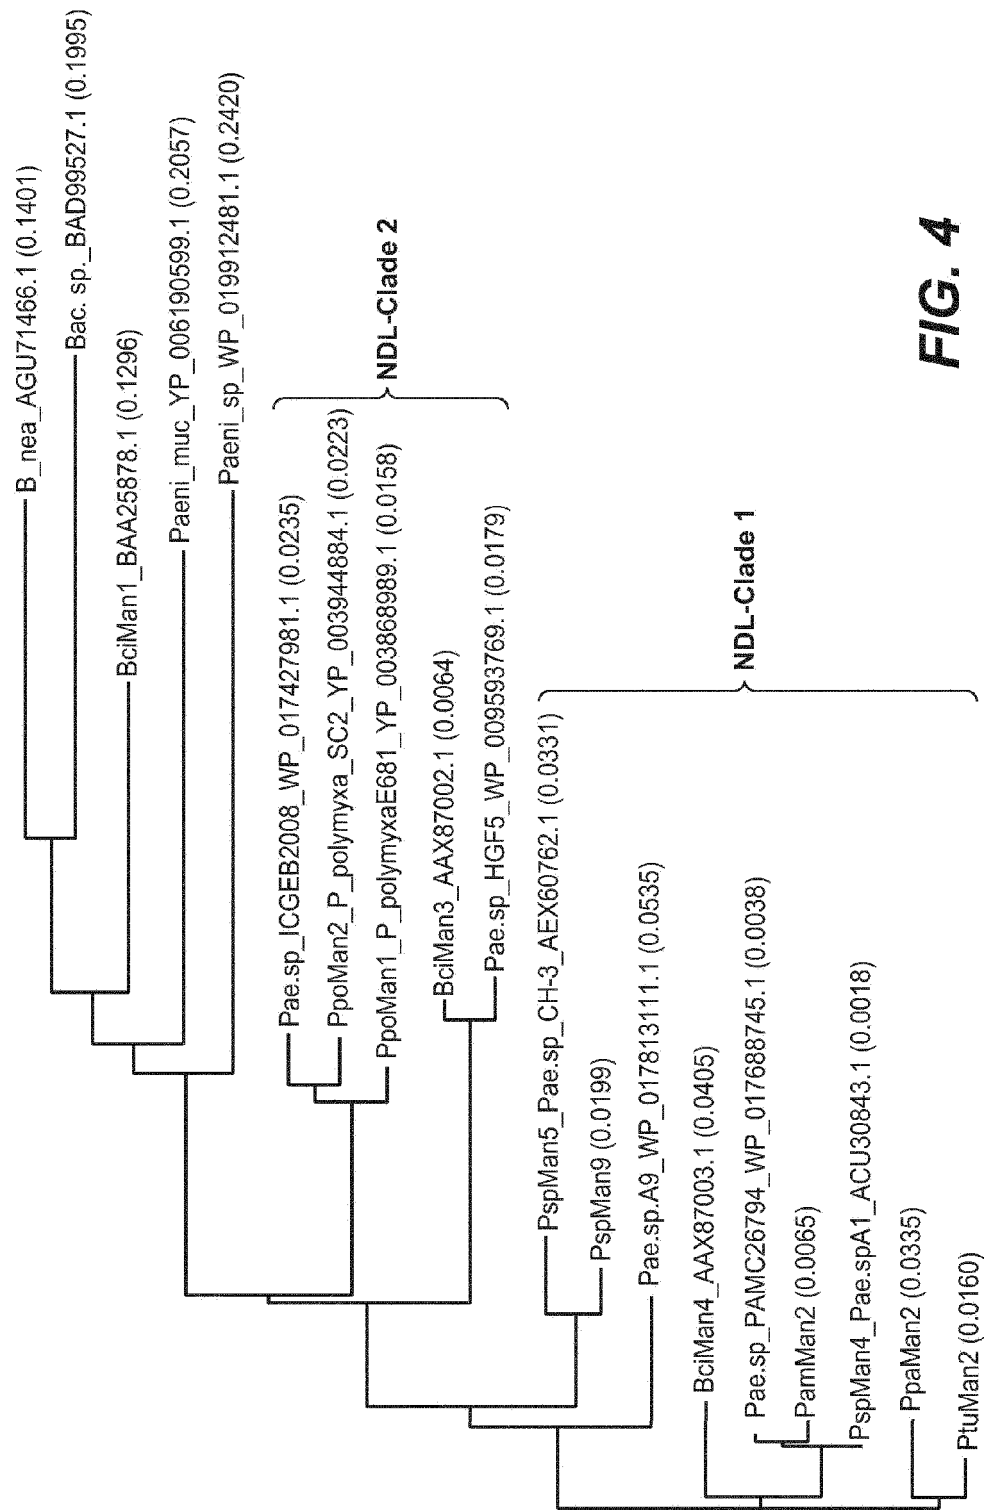 B_nea_AGU71466.1 (0.1401)
Bac. sp._BAD99527.1 (0.1995)
BciMan1_BAA25878.1 (0.1296)
Paeni_muc_YP_006190599.1 (0.2057)
Paeni_sp_WP_019912481.1 (0.2420)
Pae.sp_ICGEB2008_WP_017427981.1 (0.0235)
PpoMan2_P_polymyxa_SC2_YP_003944884.1 (0.0223)
PpoMan1_P_polymyxaE681_YP_003868989.1 (0.0158)
BciMan3_AAX87002.1 (0.0064)
Pae.sp_HGF5_WP_009593769.1 (0.0179)
NDL-Clade 2
PspMan5_Pae.sp_CH-3_AEX60762.1 (0.0331)
PspMan9 (0.0199)
Pae.sp.A9_WP_017813111.1 (0.0535)
BciMan4_AAX87003.1 (0.0405)
Pae.sp_PAMC26794_WP_017688745.1 (0.0038)
PamMan2 (0.0065)
PspMan4_Pae.spA1_ACU30843.1 (0.0018)
PpaMan2 (0.0335)
PtuMan2 (0.0160)
NDL-Clade 1
FIG. 4